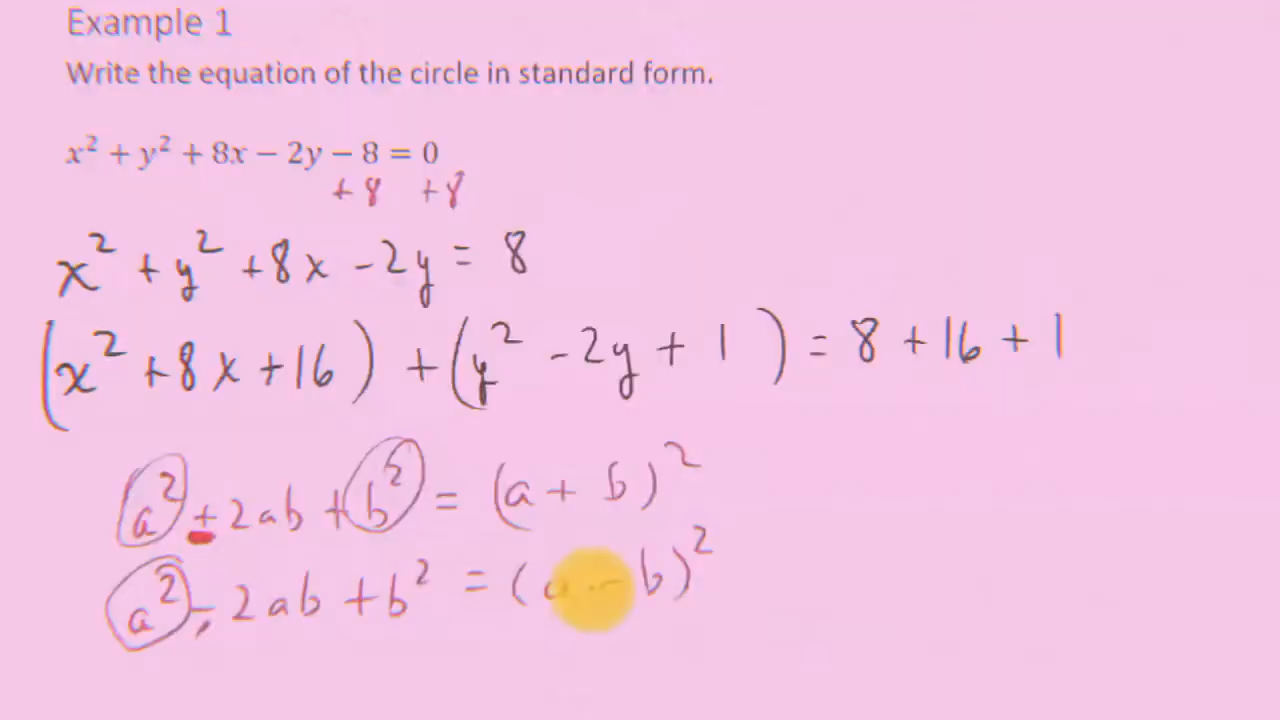 Example 1
Write the equation of the circle in standard form.
x² + y² + 8x − 2y − 8 = 0
+8 +8
x² + y² + 8x − 2y = 8
(x² + 8x + 16) + (y² − 2y + 1) = 8 + 16 + 1
a² + 2ab + b² = (a + b)²
a² − 2ab + b² = (a − b)²